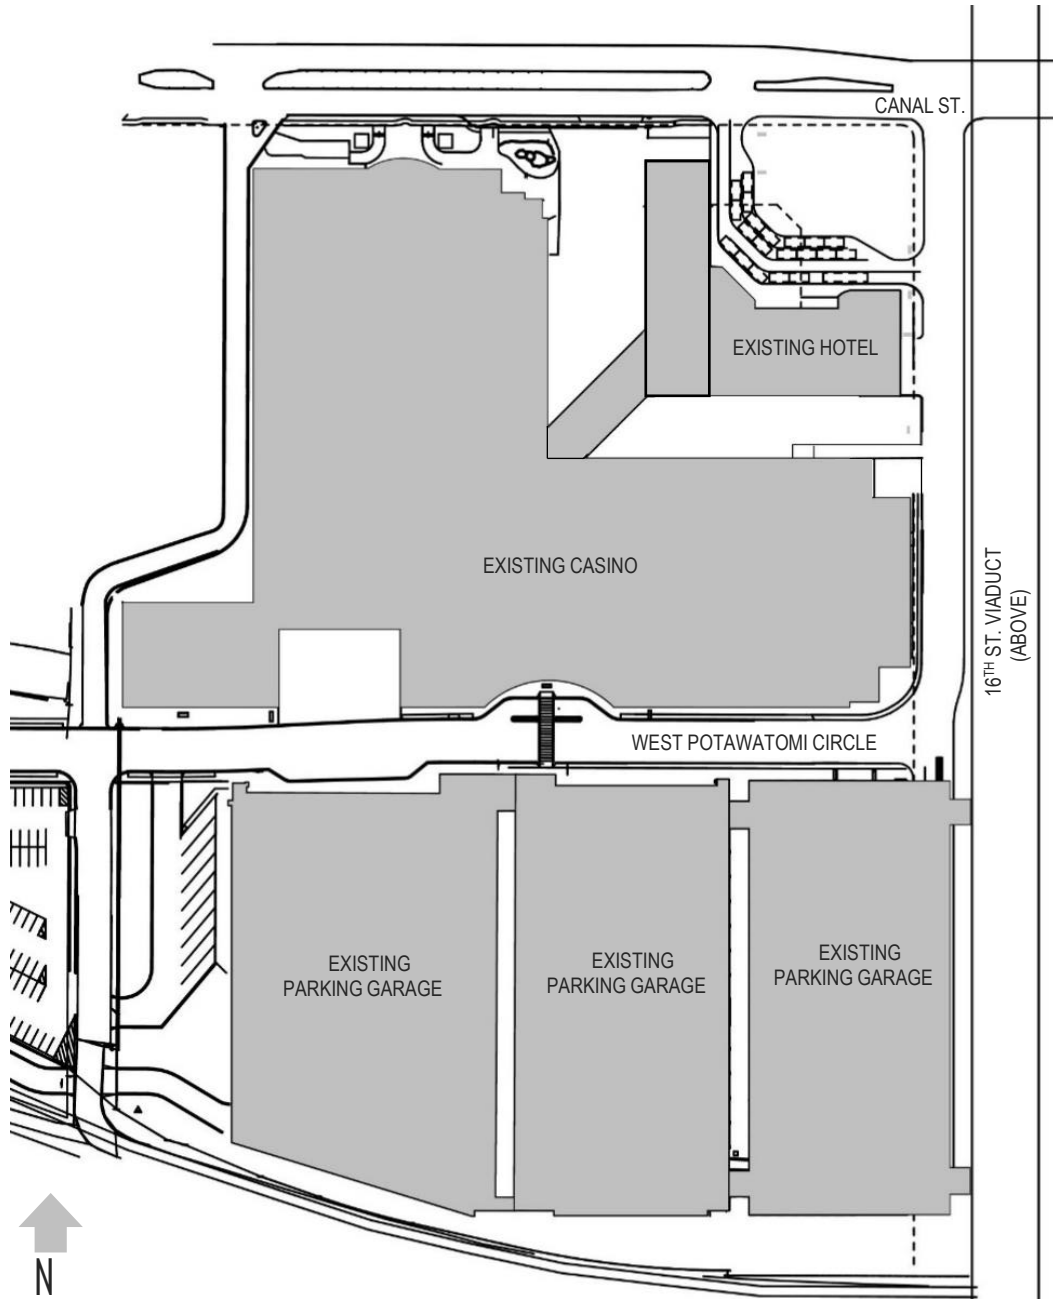 CANAL ST.
EXISTING HOTEL
EXISTING CASINO
16TH ST. VIADUCT
(ABOVE)
WEST POTAWATOMI CIRCLE
EXISTING
PARKING GARAGE
EXISTING
PARKING GARAGE
EXISTING
PARKING GARAGE
N